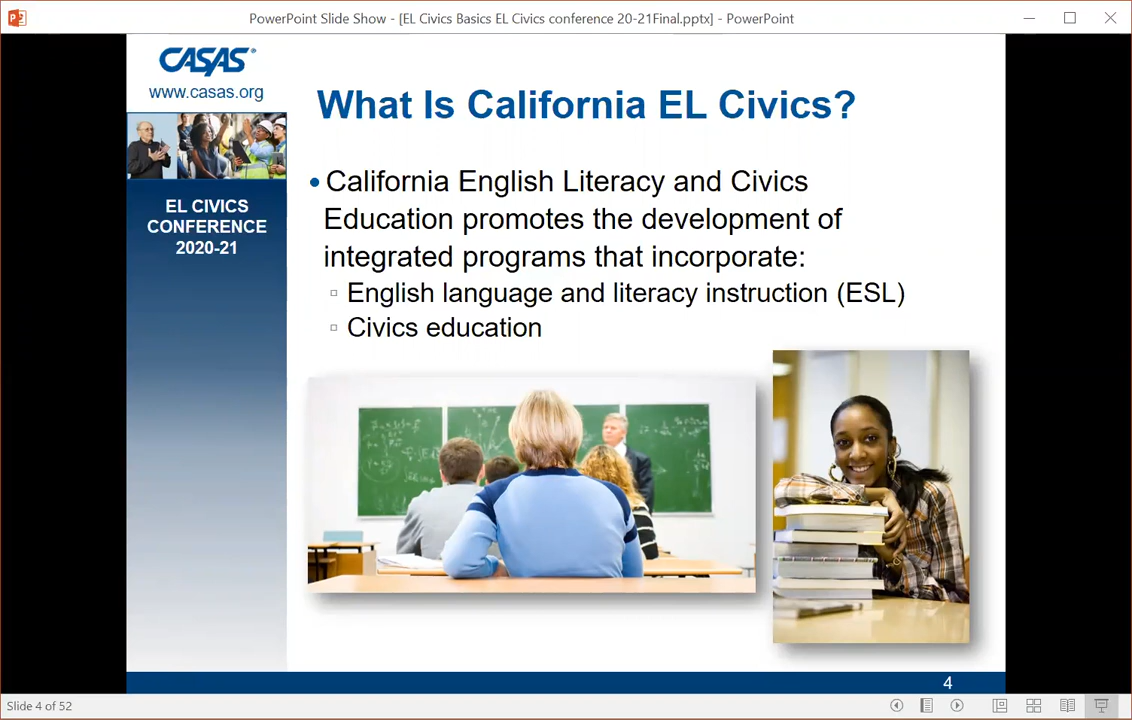 PowerPoint Slide Show - [EL Civics Basics EL Civics conference 20-21Final.pptx] - PowerPoint
CASAS®
www.casas.org
EL CIVICS
CONFERENCE
2020-21
What Is California EL Civics?
• California English Literacy and Civics
Education promotes the development of
integrated programs that incorporate:
▫ English language and literacy instruction (ESL)
▫ Civics education
4
Slide 4 of 52